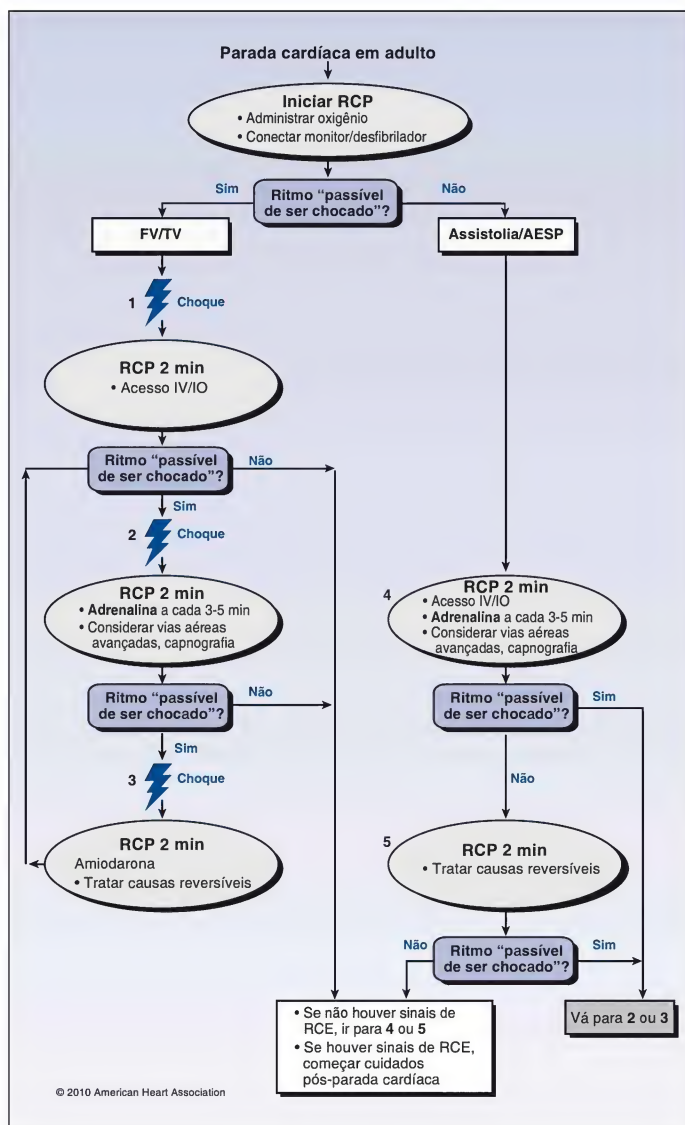 Parada cardíaca em adulto
Iniciar RCP
• Administrar oxigênio
• Conectar monitor/desfibrilador
Sim
Ritmo “passível
de ser chocado”?
Não
FV/TV
Assistolia/AESP
1
Choque
RCP 2 min
• Acesso IV/IO
Ritmo “passível
de ser chocado”?
Não
Sim
2
Choque
RCP 2 min
• Adrenalina a cada 3-5 min
• Considerar vias aéreas
avançadas, capnografia
Ritmo “passível
de ser chocado”?
Não
Sim
3
Choque
RCP 2 min
Amiodarona
• Tratar causas reversíveis
4
RCP 2 min
• Acesso IV/IO
• Adrenalina a cada 3-5 min
• Considerar vias aéreas
avançadas, capnografia
Ritmo “passível
de ser chocado”?
Sim
Não
5
RCP 2 min
• Tratar causas reversíveis
Não
Ritmo “passível
de ser chocado”?
Sim
• Se não houver sinais de
RCE, ir para 4 ou 5
• Se houver sinais de RCE,
começar cuidados
pós-parada cardíaca
Vá para 2 ou 3
© 2010 American Heart Association